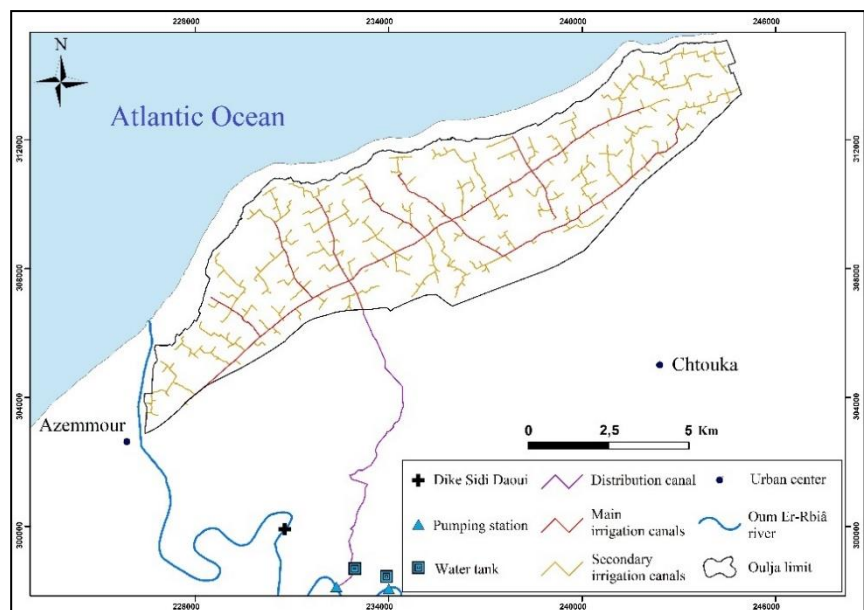 228000 234000 240000 246000
N
Atlantic Ocean
312000
312000
308000
308000
304000
304000
300000
300000
Chtouka
Azemmour
0 2,5 5 Km
Dike Sidi Daoui
Distribution canal
Urban center
Pumping station
Main
irrigation canals
Oum Er-Rbiâ
river
Water tank
Secondary
irrigation canals
Oulja limit
228000 234000 240000 246000